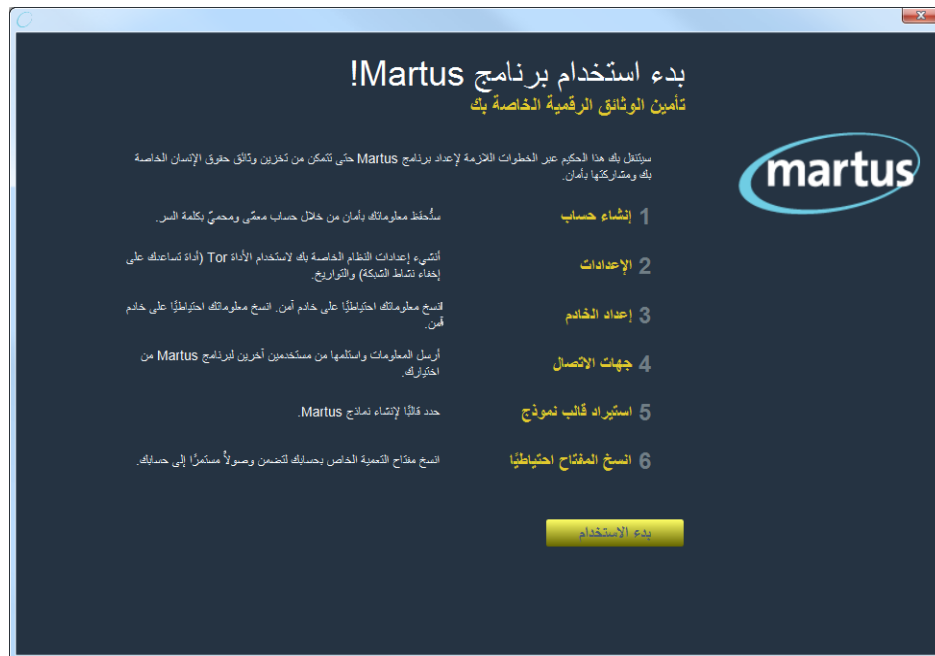 بدء استخدام برنامج Martus!
تأمين الوثائق الرقمية الخاصة بك
martus
سينتقل بك هذا الحكيم عبر الخطوات اللازمة لإعداد برنامج Martus حتى تتمكن من تخزين وثائق حقوق الإنسان الخاصة
بك ومشاركتها بأمان.
1 إنشاء حساب
ستُحفظ معلوماتك بأمان من خلال حساب معمّى ومحميّ بكلمة السر.
2 الإعدادات
أنشيء إعدادات النظام الخاصة بك لاستخدام الأداة Tor (أداة تساعدك على
إخفاء نشاط الشبكة) والتواريخ.
3 إعداد الخادم
انسخ معلوماتك احتياطيًا على خادم آمن. انسخ معلوماتك احتياطيًا على خادم
آمن.
4 جهات الاتصال
أرسل المعلومات واستلمها من مستخدمين آخرين لبرنامج Martus من
اختيارك.
5 استيراد قالب نموذج
حدد قالبًا لإنشاء نماذج Martus.
6 انسخ المفتاح احتياطيًا
انسخ مفتاح التعمية الخاص بحسابك لتضمن وصولاً مستمرًا إلى حسابك.
بدء الاستخدام